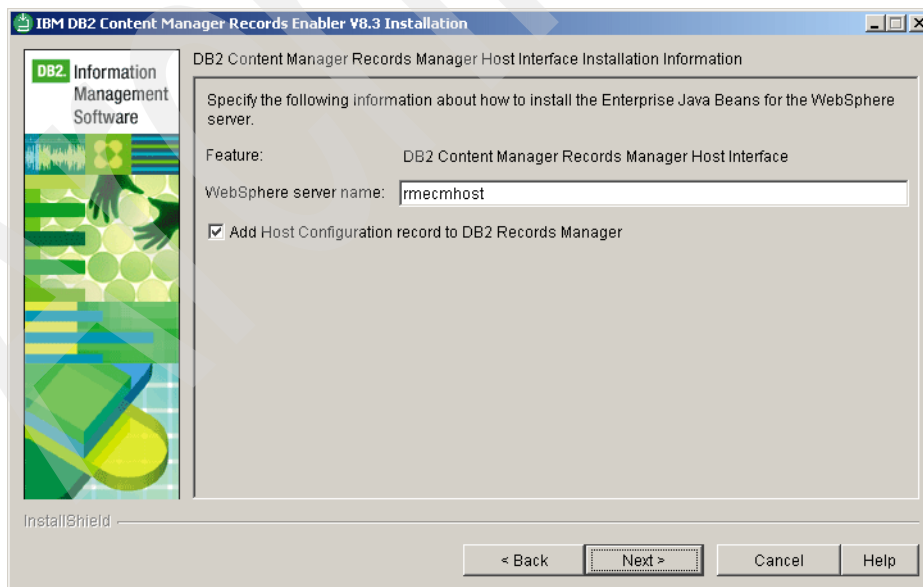 IBM DB2 Content Manager Records Enabler V8.3 Installation
DB2. Information
Management
Software
DB2 Content Manager Records Manager Host Interface Installation Information
Specify the following information about how to install the Enterprise Java Beans for the WebSphere
server.
Feature: DB2 Content Manager Records Manager Host Interface
WebSphere server name: rmecmhost
Add Host Configuration record to DB2 Records Manager
InstallShield
< Back Next > Cancel Help